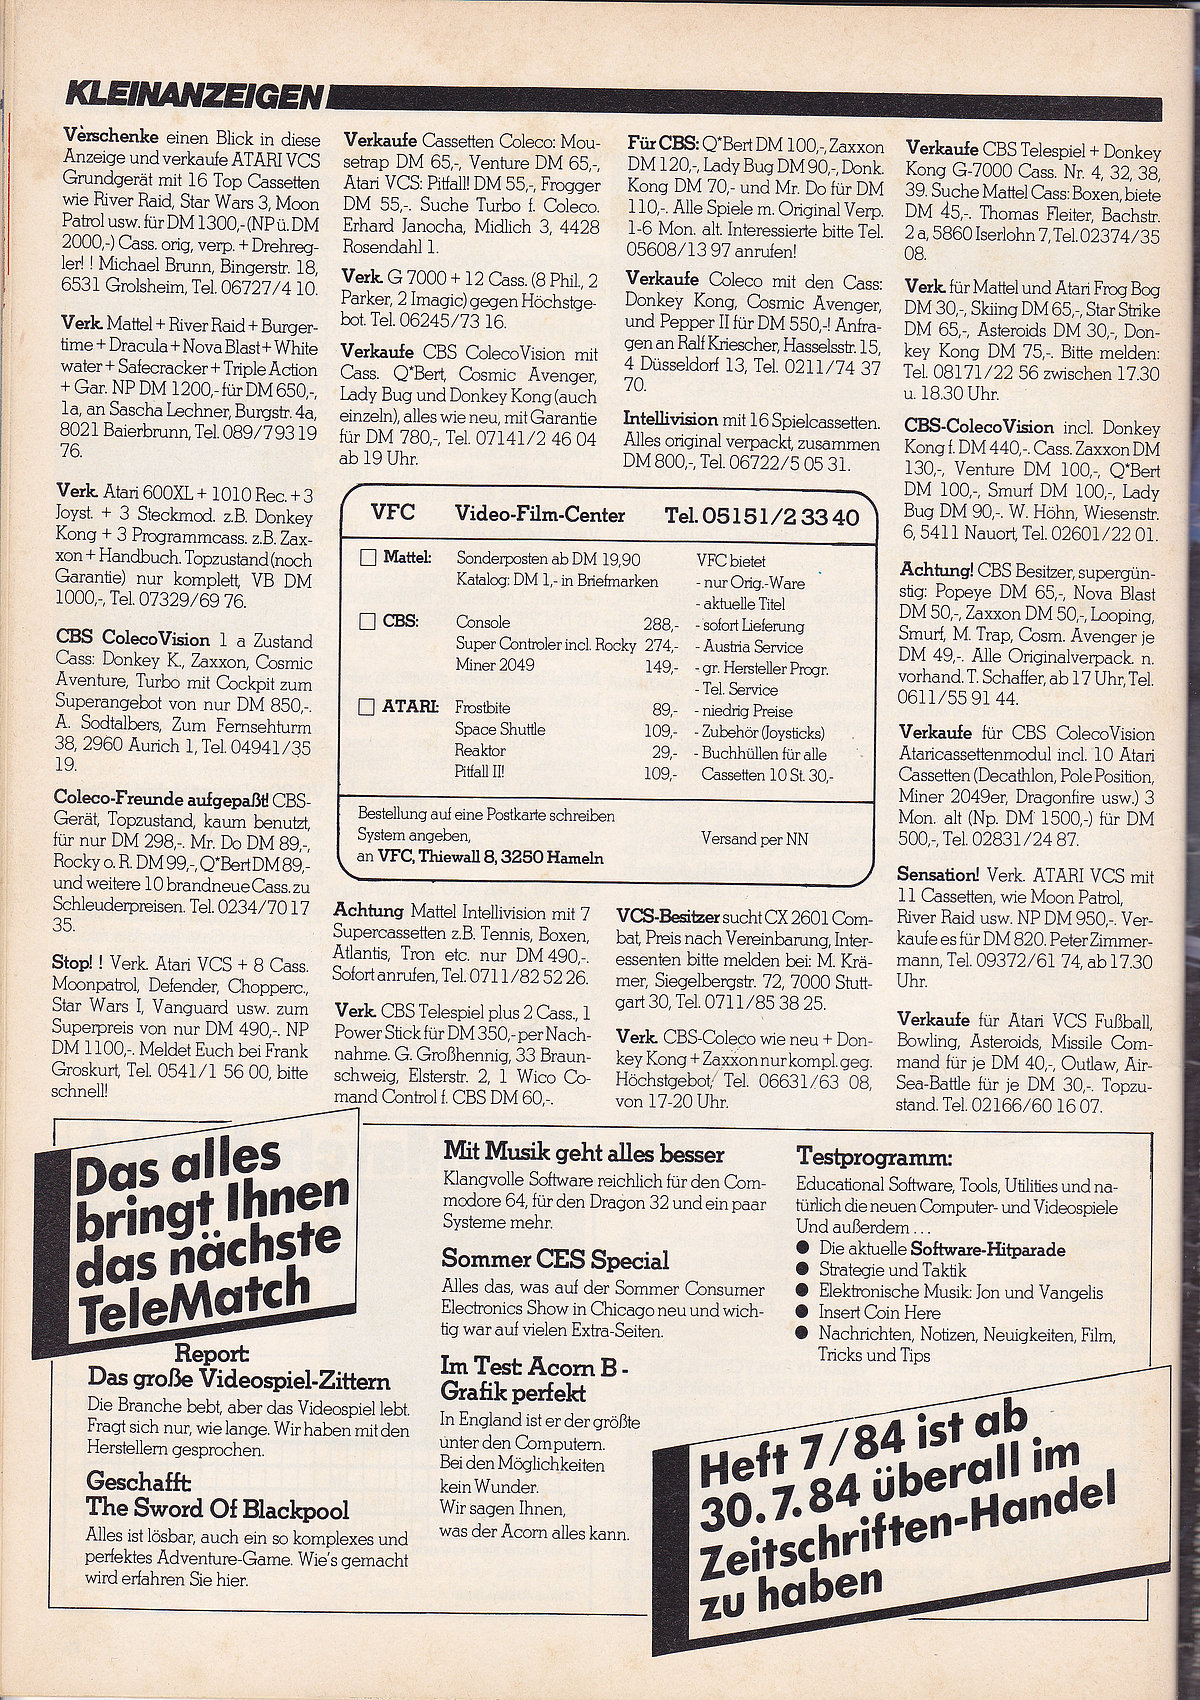 KLEINANZEIGEN
Verschenke einen Blick in diese
Anzeige und verkaufe ATARI VCS
Grundgerät mit 16 Top Cassetten
wie River Raid, Star Wars 3, Moon
Patrol usw. für DM 1300,- (NP ü. DM
2000,-) Cass. orig, verp. + Drehreg-
ler! ! Michael Brunn, Bingerstr. 18,
6531 Grolsheim, Tel. 06727/4 10.
Verk. Mattel + River Raid + Burger-
time + Dracula + Nova Blast + White
water + Safecracker + Triple Action
+ Gar. NP DM 1200,- für DM 650,-,
1a, an Sascha Lechner, Burgstr. 4a,
8021 Baierbrunn, Tel. 089/7 93 19
76.
Verk. Atari 600XL + 1010 Rec. + 3
Joyst. + 3 Steckmod. z.B. Donkey
Kong + 3 Programmcass. z.B. Zax-
xon + Handbuch. Topzustand (noch
Garantie) nur komplett, VB DM
1000,-, Tel. 07329/69 76.
CBS ColecoVision 1 a Zustand
Cass: Donkey K., Zaxxon, Cosmic
Aventure, Turbo mit Cockpit zum
Superangebot von nur DM 850,-.
A. Sodtalbers, Zum Fernsehturm
38, 2960 Aurich 1, Tel. 04941/35
19.
Coleco-Freunde aufgepaßt! CBS-
Gerät, Topzustand, kaum benutzt,
für nur DM 298,-. Mr. Do DM 89,-,
Rocky o. R. DM 99,-, Q*Bert DM 89,-
und weitere 10 brandneue Cass. zu
Schleuderpreisen. Tel. 0234/70 17
35.
Stop! ! Verk. Atari VCS + 8 Cass.
Moonpatrol, Defender, Chopperc.,
Star Wars I, Vanguard usw. zum
Superpreis von nur DM 490,-. NP
DM 1100,-. Meldet Euch bei Frank
Groskurt, Tel. 0541/1 56 00, bitte
schnell!
Verkaufe Cassetten Coleco: Mou-
setrap DM 65,-, Venture DM 65,-,
Atari VCS: Pitfall! DM 55,-, Frogger
DM 55,-. Suche Turbo f. Coleco.
Erhard Janocha, Midlich 3, 4428
Rosendahl 1.
Verk. G 7000 + 12 Cass. (8 Phil., 2
Parker, 2 Imagic) gegen Höchstge-
bot. Tel. 06245/73 16.
Verkaufe CBS ColecoVision mit
Cass. Q*Bert, Cosmic Avenger,
Lady Bug und Donkey Kong (auch
einzeln), alles wie neu, mit Garantie
für DM 780,-, Tel. 07141/2 46 04
ab 19 Uhr.
Für CBS: Q*Bert DM 100,-, Zaxxon
DM 120,-, Lady Bug DM 90,-, Donk.
Kong DM 70,- und Mr. Do für DM
110,-. Alle Spiele m. Original Verp.
1-6 Mon. alt. Interessierte bitte Tel.
05608/13 97 anrufen!
Verkaufe Coleco mit den Cass:
Donkey Kong, Cosmic Avenger,
und Pepper II für DM 550,-! Anfra-
gen an Ralf Kriescher, Hasselsstr. 15,
4 Düsseldorf 13, Tel. 0211/74 37
70.
Intellivision mit 16 Spielcassetten.
Alles original verpackt, zusammen
DM 800,-, Tel. 06722/5 05 31.
VFC Video-Film-Center Tel. 05151/2 33 40
Mattel: Sonderposten ab DM 19,90
Katalog: DM 1,- in Briefmarken
CBS: Console 288,-
Super Controler incl. Rocky 274,-
Miner 2049 149,-
ATARI: Frostbite 89,-
Space Shuttle 109,-
Reaktor 29,-
Pitfall II! 109,-
VFC bietet
- nur Orig.-Ware
- aktuelle Titel
- sofort Lieferung
- Austria Service
- gr. Hersteller Progr.
- Tel. Service
- niedrig Preise
- Zubehör (Joysticks)
- Buchhüllen für alle
Cassetten 10 St. 30,-
Bestellung auf eine Postkarte schreiben
System angeben,
an VFC, Thiewall 8, 3250 Hameln
Versand per NN
Achtung Mattel Intellivision mit 7
Supercassetten z.B. Tennis, Boxen,
Atlantis, Tron etc. nur DM 490,-.
Sofort anrufen, Tel. 0711/82 52 26.
Verk. CBS Telespiel plus 2 Cass., 1
Power Stick für DM 350,- per Nach-
nahme. G. Großhennig, 33 Braun-
schweig, Elsterstr. 2, 1 Wico Co-
mand Control f. CBS DM 60,-.
VCS-Besitzer sucht CX 2601 Com-
bat, Preis nach Vereinbarung, Inter-
essenten bitte melden bei: M. Krä-
mer, Siegelbergstr. 72, 7000 Stutt-
gart 30, Tel. 0711/85 38 25.
Verk. CBS-Coleco wie neu + Don-
key Kong + Zaxxon nur kompl. geg.
Höchstgebot, Tel. 06631/63 08,
von 17-20 Uhr.
Verkaufe CBS Telespiel + Donkey
Kong G-7000 Cass. Nr. 4, 32, 38,
39. Suche Mattel Cass: Boxen, biete
DM 45,-. Thomas Fleiter, Bachstr.
2 a, 5860 Iserlohn 7, Tel. 02374/35
08.
Verk. für Mattel und Atari Frog Bog
DM 30,-, Skiing DM 65,-, Star Strike
DM 65,-, Asteroids DM 30,-, Don-
key Kong DM 75,-. Bitte melden:
Tel. 08171/22 56 zwischen 17.30
u. 18.30 Uhr.
CBS-ColecoVision incl. Donkey
Kong f. DM 440,-. Cass. Zaxxon DM
130,-, Venture DM 100,-, Q*Bert
DM 100,-, Smurf DM 100,-, Lady
Bug DM 90,-. W. Höhn, Wiesenstr.
6, 5411 Nauort, Tel. 02601/22 01.
Achtung! CBS Besitzer, supergün-
stig: Popeye DM 65,-, Nova Blast
DM 50,-, Zaxxon DM 50,-, Looping,
Smurf, M. Trap, Cosm. Avenger je
DM 49,-. Alle Originalverpack. n.
vorhand. T. Schaffer, ab 17 Uhr, Tel.
0611/55 91 44.
Verkaufe für CBS ColecoVision
Ataricassettenmodul incl. 10 Atari
Cassetten (Decathlon, Pole Position,
Miner 2049er, Dragonfire usw.) 3
Mon. alt (Np. DM 1500,-) für DM
500,-, Tel. 02831/24 87.
Sensation! Verk. ATARI VCS mit
11 Cassetten, wie Moon Patrol,
River Raid usw. NP DM 950,-. Ver-
kaufe es für DM 820. Peter Zimmer-
mann, Tel. 09372/61 74, ab 17.30
Uhr.
Verkaufe für Atari VCS Fußball,
Bowling, Asteroids, Missile Com-
mand für je DM 40,-, Outlaw, Air-
Sea-Battle für je DM 30,-. Topzu-
stand. Tel. 02166/60 16 07.
Das alles
bringt Ihnen
das nächste
TeleMatch
Report:
Das große Videospiel-Zittern
Die Branche bebt, aber das Videospiel lebt.
Fragt sich nur, wie lange. Wir haben mit den
Herstellern gesprochen.
Geschafft:
The Sword Of Blackpool
Alles ist lösbar, auch ein so komplexes und
perfektes Adventure-Game. Wie's gemacht
wird erfahren Sie hier.
Mit Musik geht alles besser
Klangvolle Software reichlich für den Com-
modore 64, für den Dragon 32 und ein paar
Systeme mehr.
Sommer CES Special
Alles das, was auf der Sommer Consumer
Electronics Show in Chicago neu und wich-
tig war auf vielen Extra-Seiten.
Im Test: Acorn B -
Grafik perfekt
In England ist er der größte
unter den Computern.
Bei den Möglichkeiten
kein Wunder.
Wir sagen Ihnen,
was der Acorn alles kann.
Testprogramm:
Educational Software, Tools, Utilities und na-
türlich die neuen Computer- und Videospiele
Und außerdem . . .
● Die aktuelle Software-Hitparade
● Strategie und Taktik
● Elektronische Musik: Jon und Vangelis
● Insert Coin Here
● Nachrichten, Notizen, Neuigkeiten, Film,
Tricks und Tips
Heft 7/84 ist ab
30.7.84 überall im
Zeitschriften-Handel
zu haben